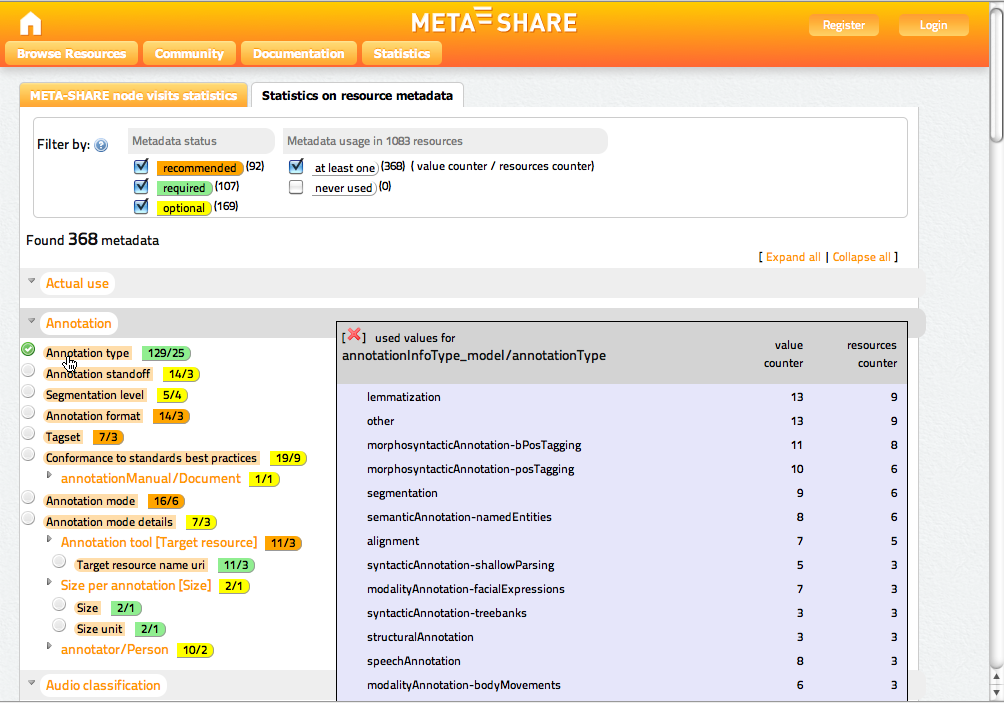 META SHARE
Register
Login
Browse Resources
Community
Documentation
Statistics
META-SHARE node visits statistics
Statistics on resource metadata
Filter by:
Metadata status
Metadata usage in 1083 resources
recommended (92)
at least one (368) ( value counter / resources counter)
required (107)
never used (0)
optional (169)
Found 368 metadata
[ Expand all | Collapse all ]
Actual use
Annotation
Annotation type 129/25
Annotation standoff 14/3
Segmentation level 5/4
Annotation format 14/3
Tagset 7/3
Conformance to standards best practices 19/9
annotationManual/Document 1/1
Annotation mode 16/6
Annotation mode details 7/3
Annotation tool [Target resource] 11/3
Target resource name uri 11/3
Size per annotation [Size] 2/1
Size 2/1
Size unit 2/1
annotator/Person 10/2
Audio classification
[ ] used values for
annotationInfoType_model/annotationType
value counter
resources counter
lemmatization 13 9
other 13 9
morphosyntacticAnnotation-bPosTagging 11 8
morphosyntacticAnnotation-posTagging 10 6
segmentation 9 6
semanticAnnotation-namedEntities 8 6
alignment 7 5
syntacticAnnotation-shallowParsing 5 3
modalityAnnotation-facialExpressions 7 3
syntacticAnnotation-treebanks 3 3
structuralAnnotation 3 3
speechAnnotation 8 3
modalityAnnotation-bodyMovements 6 3